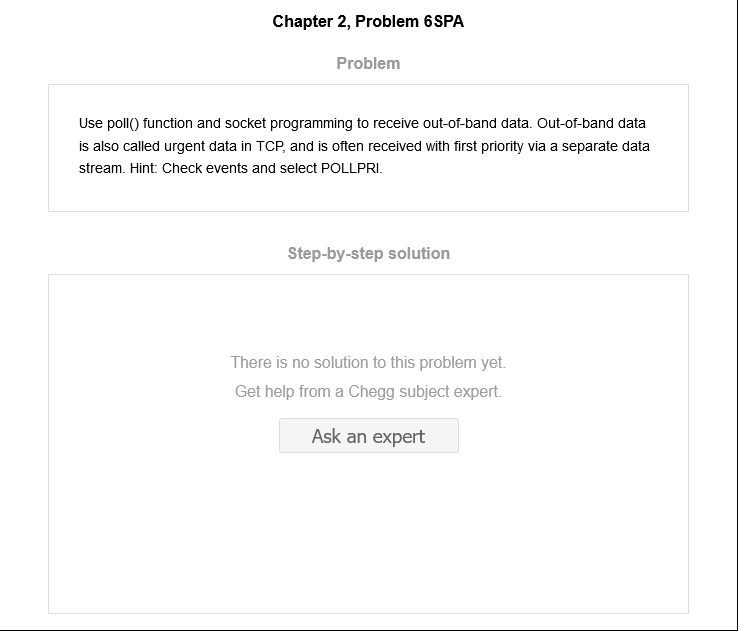 Chapter 2, Problem 6SPA
Problem
Use poll() function and socket programming to receive out-of-band data. Out-of-band data
is also called urgent data in TCP, and is often received with first priority via a separate data
stream. Hint: Check events and select POLLPRI.
Step-by-step solution
There is no solution to this problem yet.
Get help from a Chegg subject expert.
Ask an expert